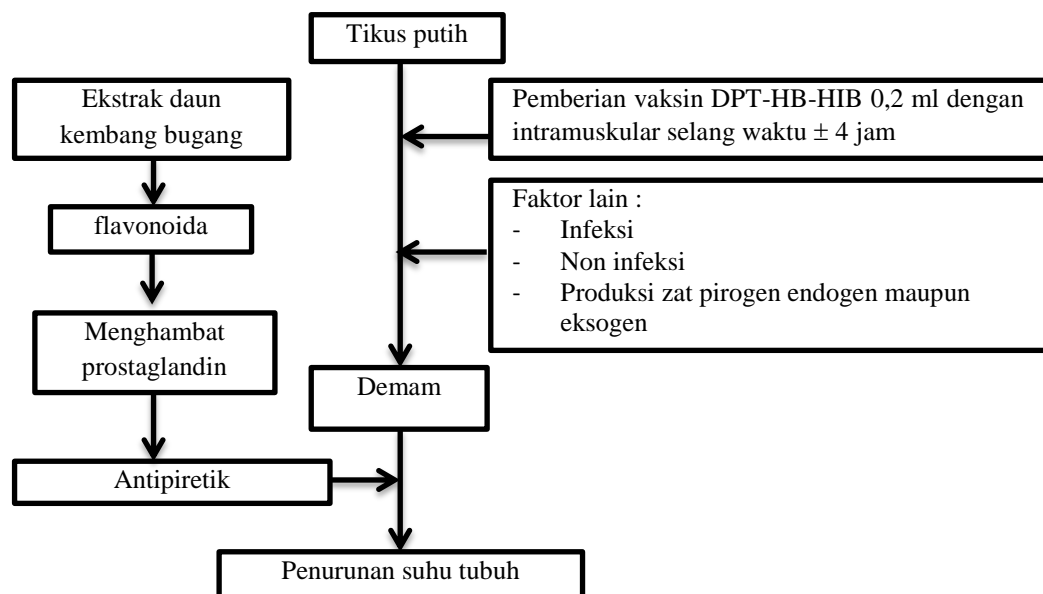 Tikus putih
Ekstrak daun
kembang bugang
Pemberian vaksin DPT-HB-HIB 0,2 ml dengan
intramuskular selang waktu ± 4 jam
flavonoida
Faktor lain :
- Infeksi
- Non infeksi
- Produksi zat pirogen endogen maupun
eksogen
Menghambat
prostaglandin
Demam
Antipiretik
Penurunan suhu tubuh